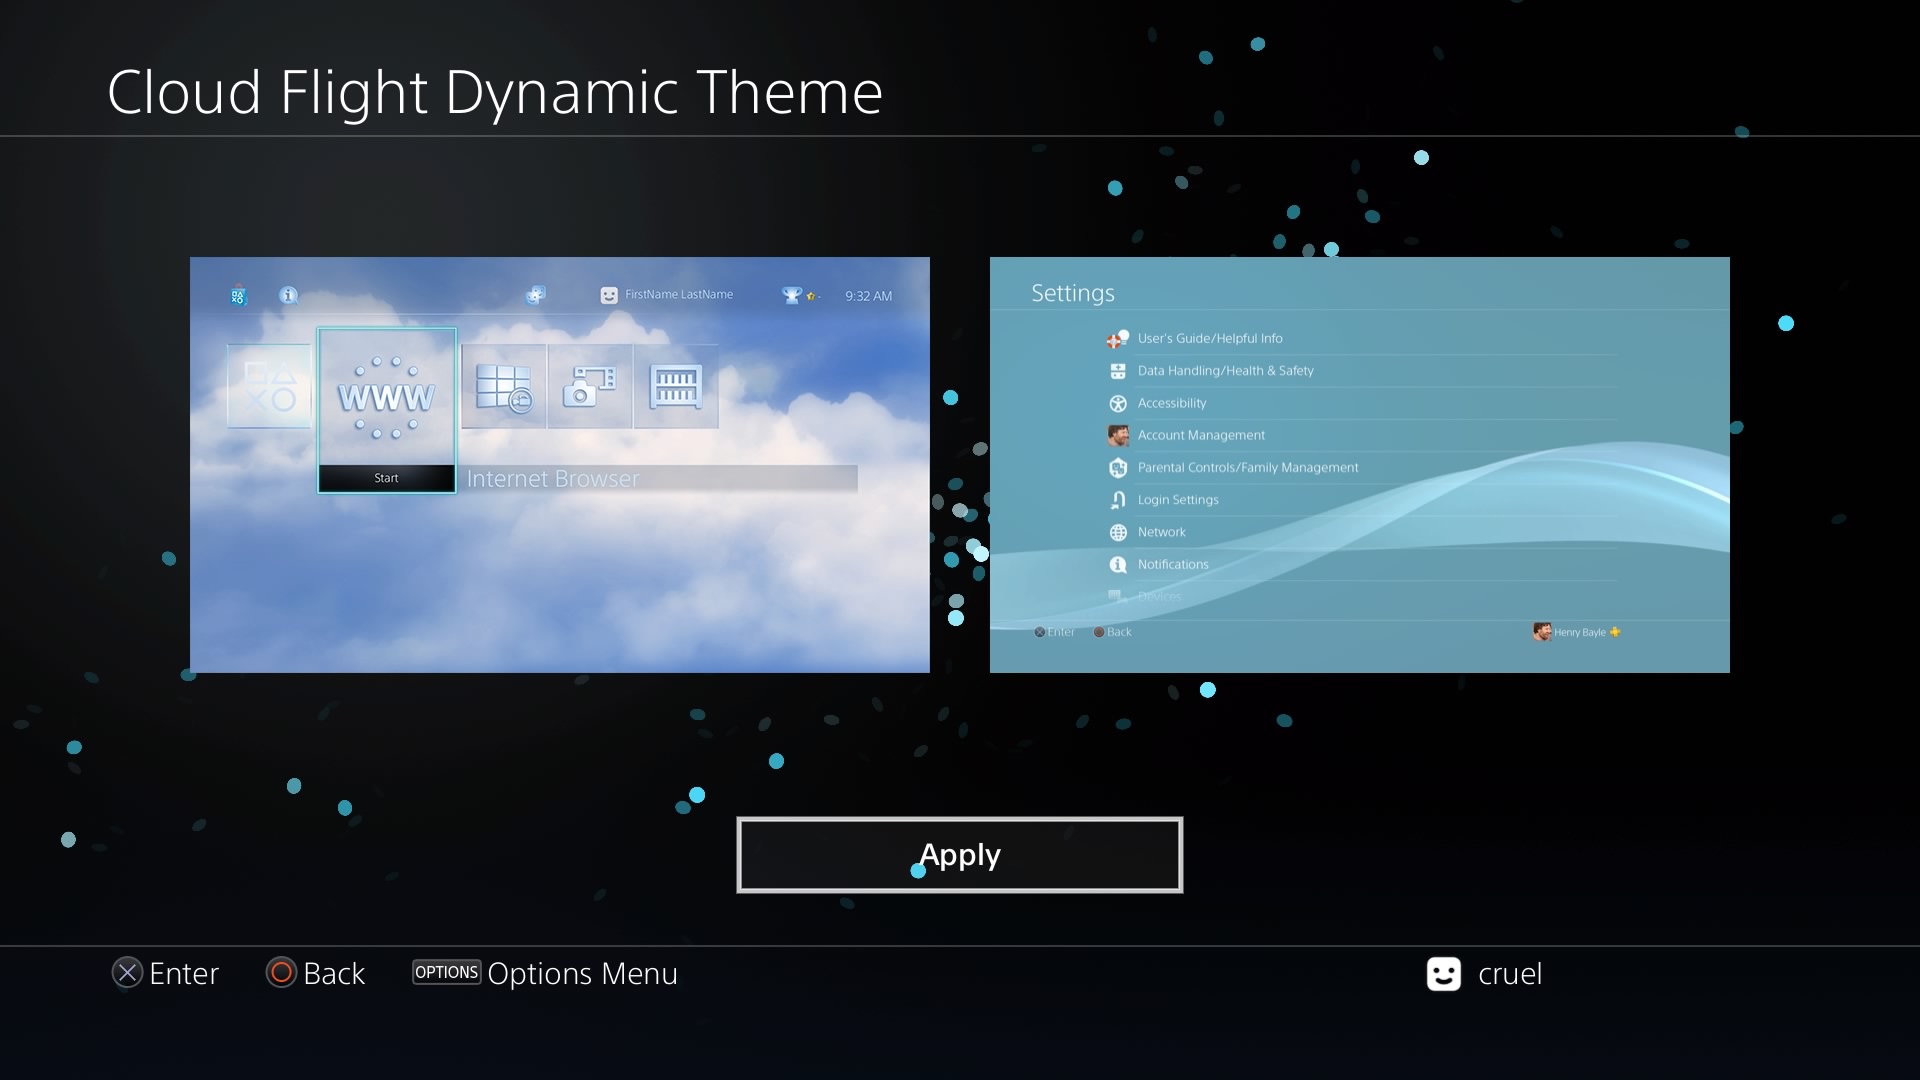 Cloud Flight Dynamic Theme
FirstName LastName
9:32 AM
WWW
Start
Internet Browser
Settings
User's Guide/Helpful Info
Data Handling/Health & Safety
Accessibility
Account Management
Parental Controls/Family Management
Login Settings
Network
Notifications
Devices
Enter
Back
Henry Bayle
Apply
Enter
Back
OPTIONS Options Menu
cruel